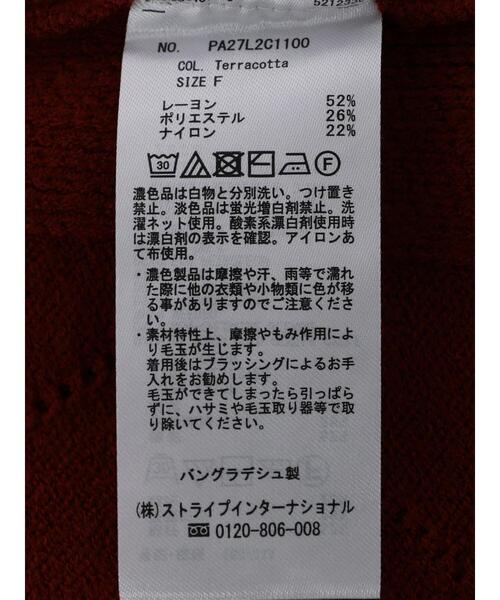 NO. PA27L2C1100
COL. Terracotta
SIZE F
レーヨン 52%
ポリエステル 26%
ナイロン 22%
30 F
濃色品は白物と分別洗い。つけ置き
禁止。淡色品は蛍光増白剤禁止。洗
濯ネット使用。酸素系漂白剤使用時
は漂白剤の表示を確認。アイロンあ
て布使用。
・濃色製品は摩擦や汗、雨等で濡れ
た際に他の衣類や小物類に色が移
る事がありますのでご注意くださ
い。
・素材特性上、摩擦やもみ作用によ
り毛玉が生じます。
着用後はブラッシングによるお手
入れをお勧めします。
毛玉ができてしまったら引っぱら
ずに、ハサミや毛玉取り器等で取
り除いてください。
バングラデシュ製
(株)ストライプインターナショナル
0120-806-008